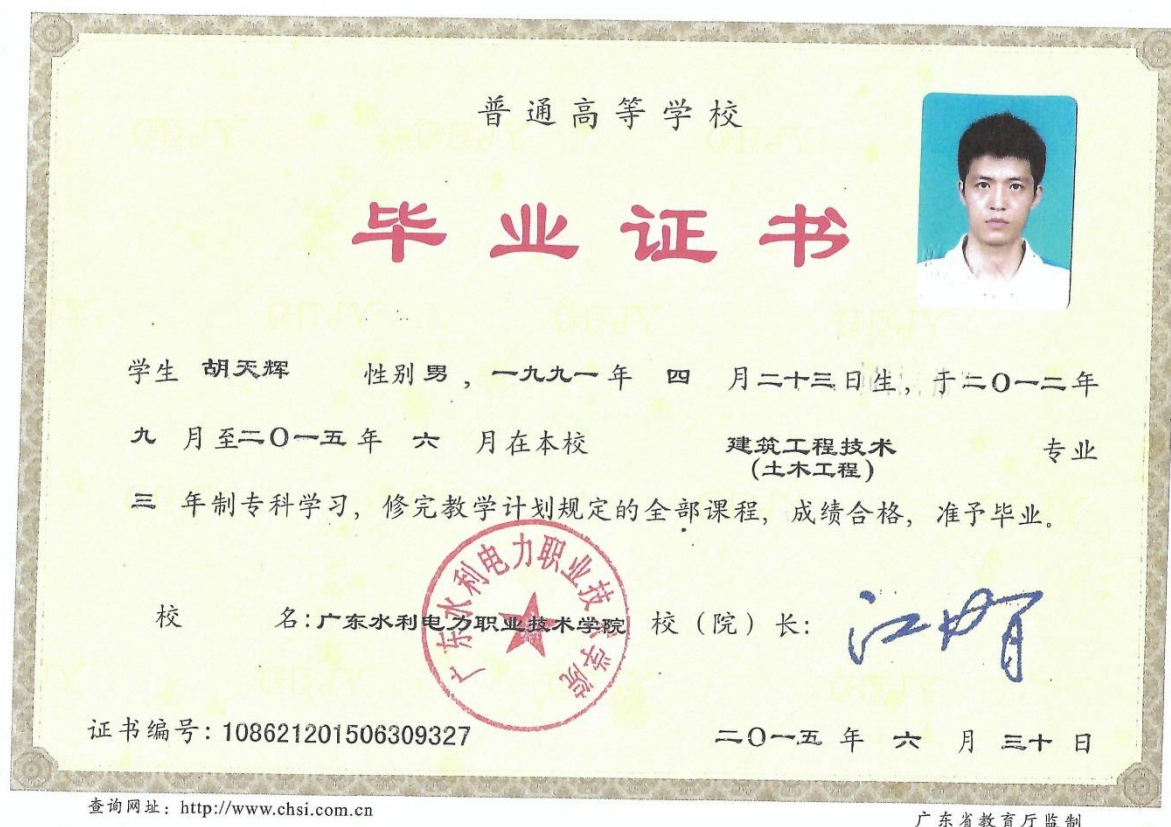 普通高等学校
毕业证书
学生 胡天辉 性别 男 ，一九九一 年 四 月 二十三 日生，于 二〇一二 年
九 月至 二〇一五 年 六 月在本校 建筑工程技术 专业
(土木工程)
三 年制专科学习，修完教学计划规定的全部课程，成绩合格，准予毕业。
广东水利电力职业技术学院
校 名：广东水利电力职业技术学院 校（院）长：
证书编号：108621201506309327 二〇一五 年 六 月 三十 日
查询网址：http://www.chsi.com.cn 广东省教育厅监制